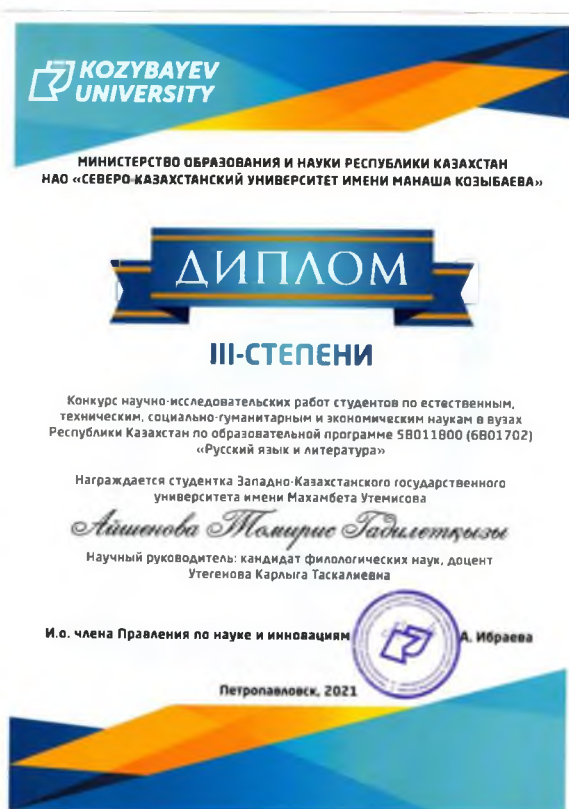 KOZYBAYEV
UNIVERSITY
МИНИСТЕРСТВО ОБРАЗОВАНИЯ И НАУКИ РЕСПУБЛИКИ КАЗАХСТАН
НАО «СЕВЕРО-КАЗАХСТАНСКИЙ УНИВЕРСИТЕТ ИМЕНИ МАНАША КОЗЫБАЕВА»
ДИПЛОМ
III-СТЕПЕНИ
Конкурс научно-исследовательских работ студентов по естественным,
техническим, социально-гуманитарным и экономическим наукам в вузах
Республики Казахстан по образовательной программе 5В011800 (6В01702)
«Русский язык и литература»
Награждается студентка Западно-Казахстанского государственного
университета имени Махамбета Утемисова
Айшенова Томирис Гадилетқызы
Научный руководитель: кандидат филологических наук, доцент
Утегенова Карлыга Таскалиевна
И.о. члена Правления по науке и инновациям А. Ибраева
Петропавловск, 2021